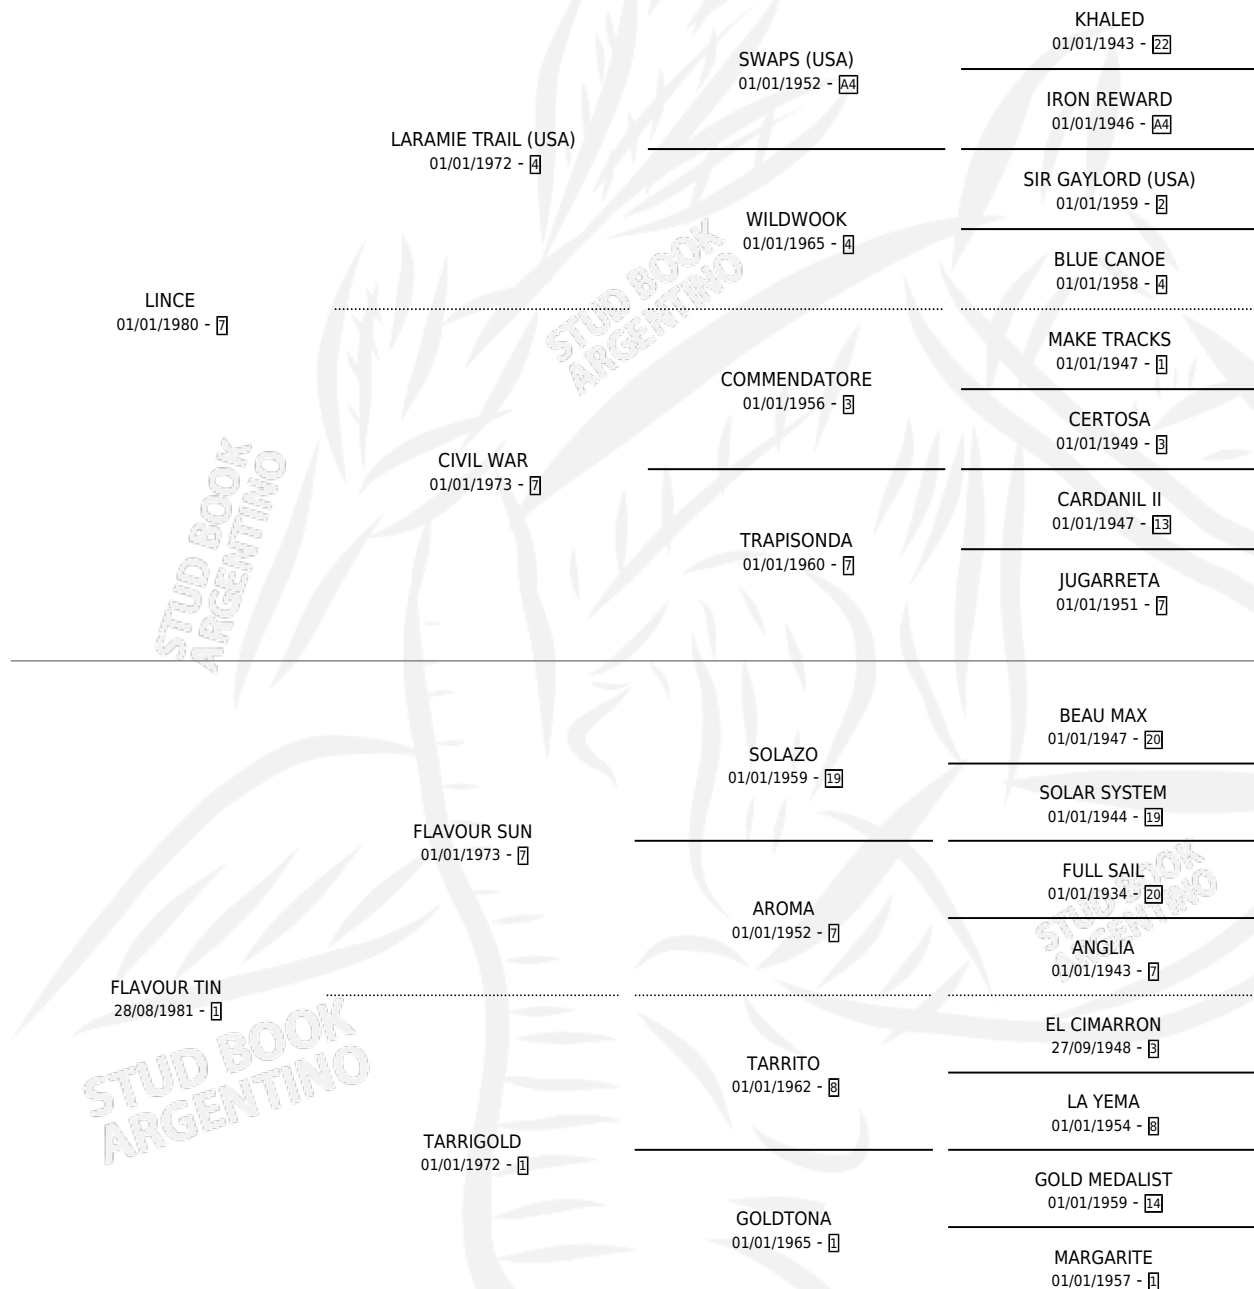 KHALED
01/01/1943 - 22
SWAPS (USA)
01/01/1952 - A4
IRON REWARD
01/01/1946 - A4
LARAMIE TRAIL (USA)
01/01/1972 - 4
SIR GAYLORD (USA)
01/01/1959 - 2
WILDWOOK
01/01/1965 - 4
BLUE CANOE
01/01/1958 - 4
LINCE
01/01/1980 - 7
MAKE TRACKS
01/01/1947 - 1
COMMENDATORE
01/01/1956 - 3
CERTOSA
01/01/1949 - 3
CIVIL WAR
01/01/1973 - 7
CARDANIL II
01/01/1947 - 13
TRAPISONDA
01/01/1960 - 7
JUGARRETA
01/01/1951 - 7
BEAU MAX
01/01/1947 - 20
SOLAZO
01/01/1959 - 19
SOLAR SYSTEM
01/01/1944 - 19
FLAVOUR SUN
01/01/1973 - 7
FULL SAIL
01/01/1934 - 20
AROMA
01/01/1952 - 7
ANGLIA
01/01/1943 - 7
FLAVOUR TIN
28/08/1981 - 1
EL CIMARRON
27/09/1948 - 3
TARRITO
01/01/1962 - 8
LA YEMA
01/01/1954 - 8
TARRIGOLD
01/01/1972 - 1
GOLD MEDALIST
01/01/1959 - 14
GOLDTONA
01/01/1965 - 1
MARGARITE
01/01/1957 - 1
STUD BOOK
ARGENTINO
STUD BOOK
ARGENTINO
STUD BOOK
ARGENTINO
STUD BOOK
ARGENTINO